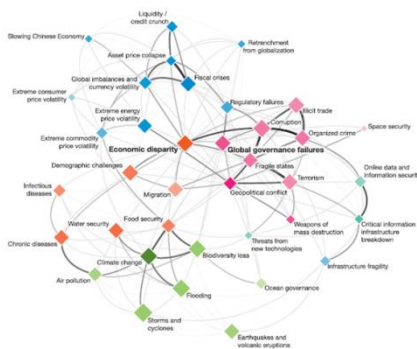 Liquidity /
credit crunch
Slowing Chinese Economy
Retrenchment
from globalization
Asset price collapse
Global imbalances and
currency volatility
Fiscal crises
Extreme consumer
price volatility
Regulatory failures
Illicit trade
Extreme energy
price volatility
Corruption
Organized crime
Space security
Extreme commodity
price volatility
Economic disparity
Global governance failures
Demographic challenges
Fragile states
Online data and
information security
Terrorism
Infectious
diseases
Migration
Geopolitical conflict
Water security
Food security
Weapons of
mass destruction
Critical information
infrastructure
breakdown
Chronic diseases
Threats from
new technologies
Climate change
Biodiversity loss
Infrastructure fragility
Air pollution
Flooding
Ocean governance
Storms and
cyclones
Earthquakes and
volcanic eruptions